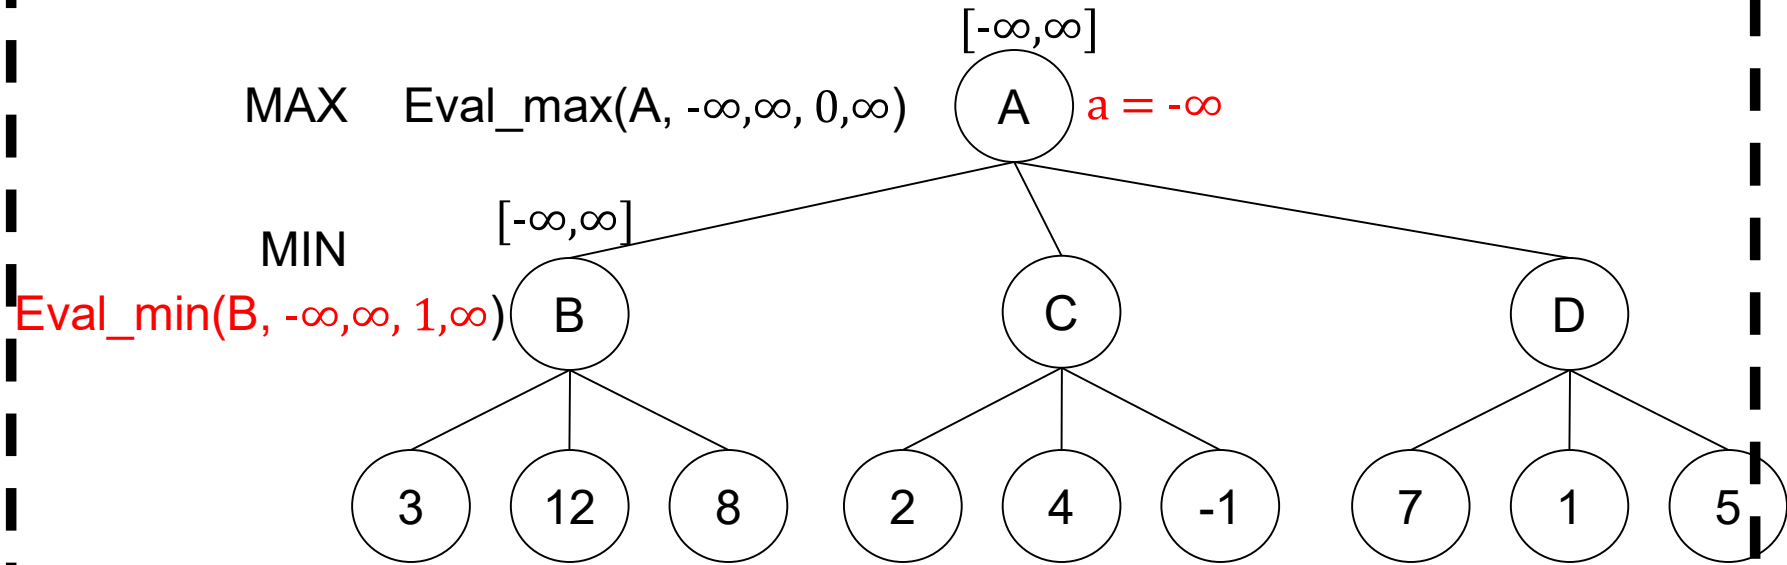 [-∞,∞]
MAX Eval_max(A, -∞,∞, 0,∞) A a = -∞
[-∞,∞]
MIN
Eval_min(B, -∞,∞, 1,∞) B C D
3 12 8 2 4 -1 7 1 5